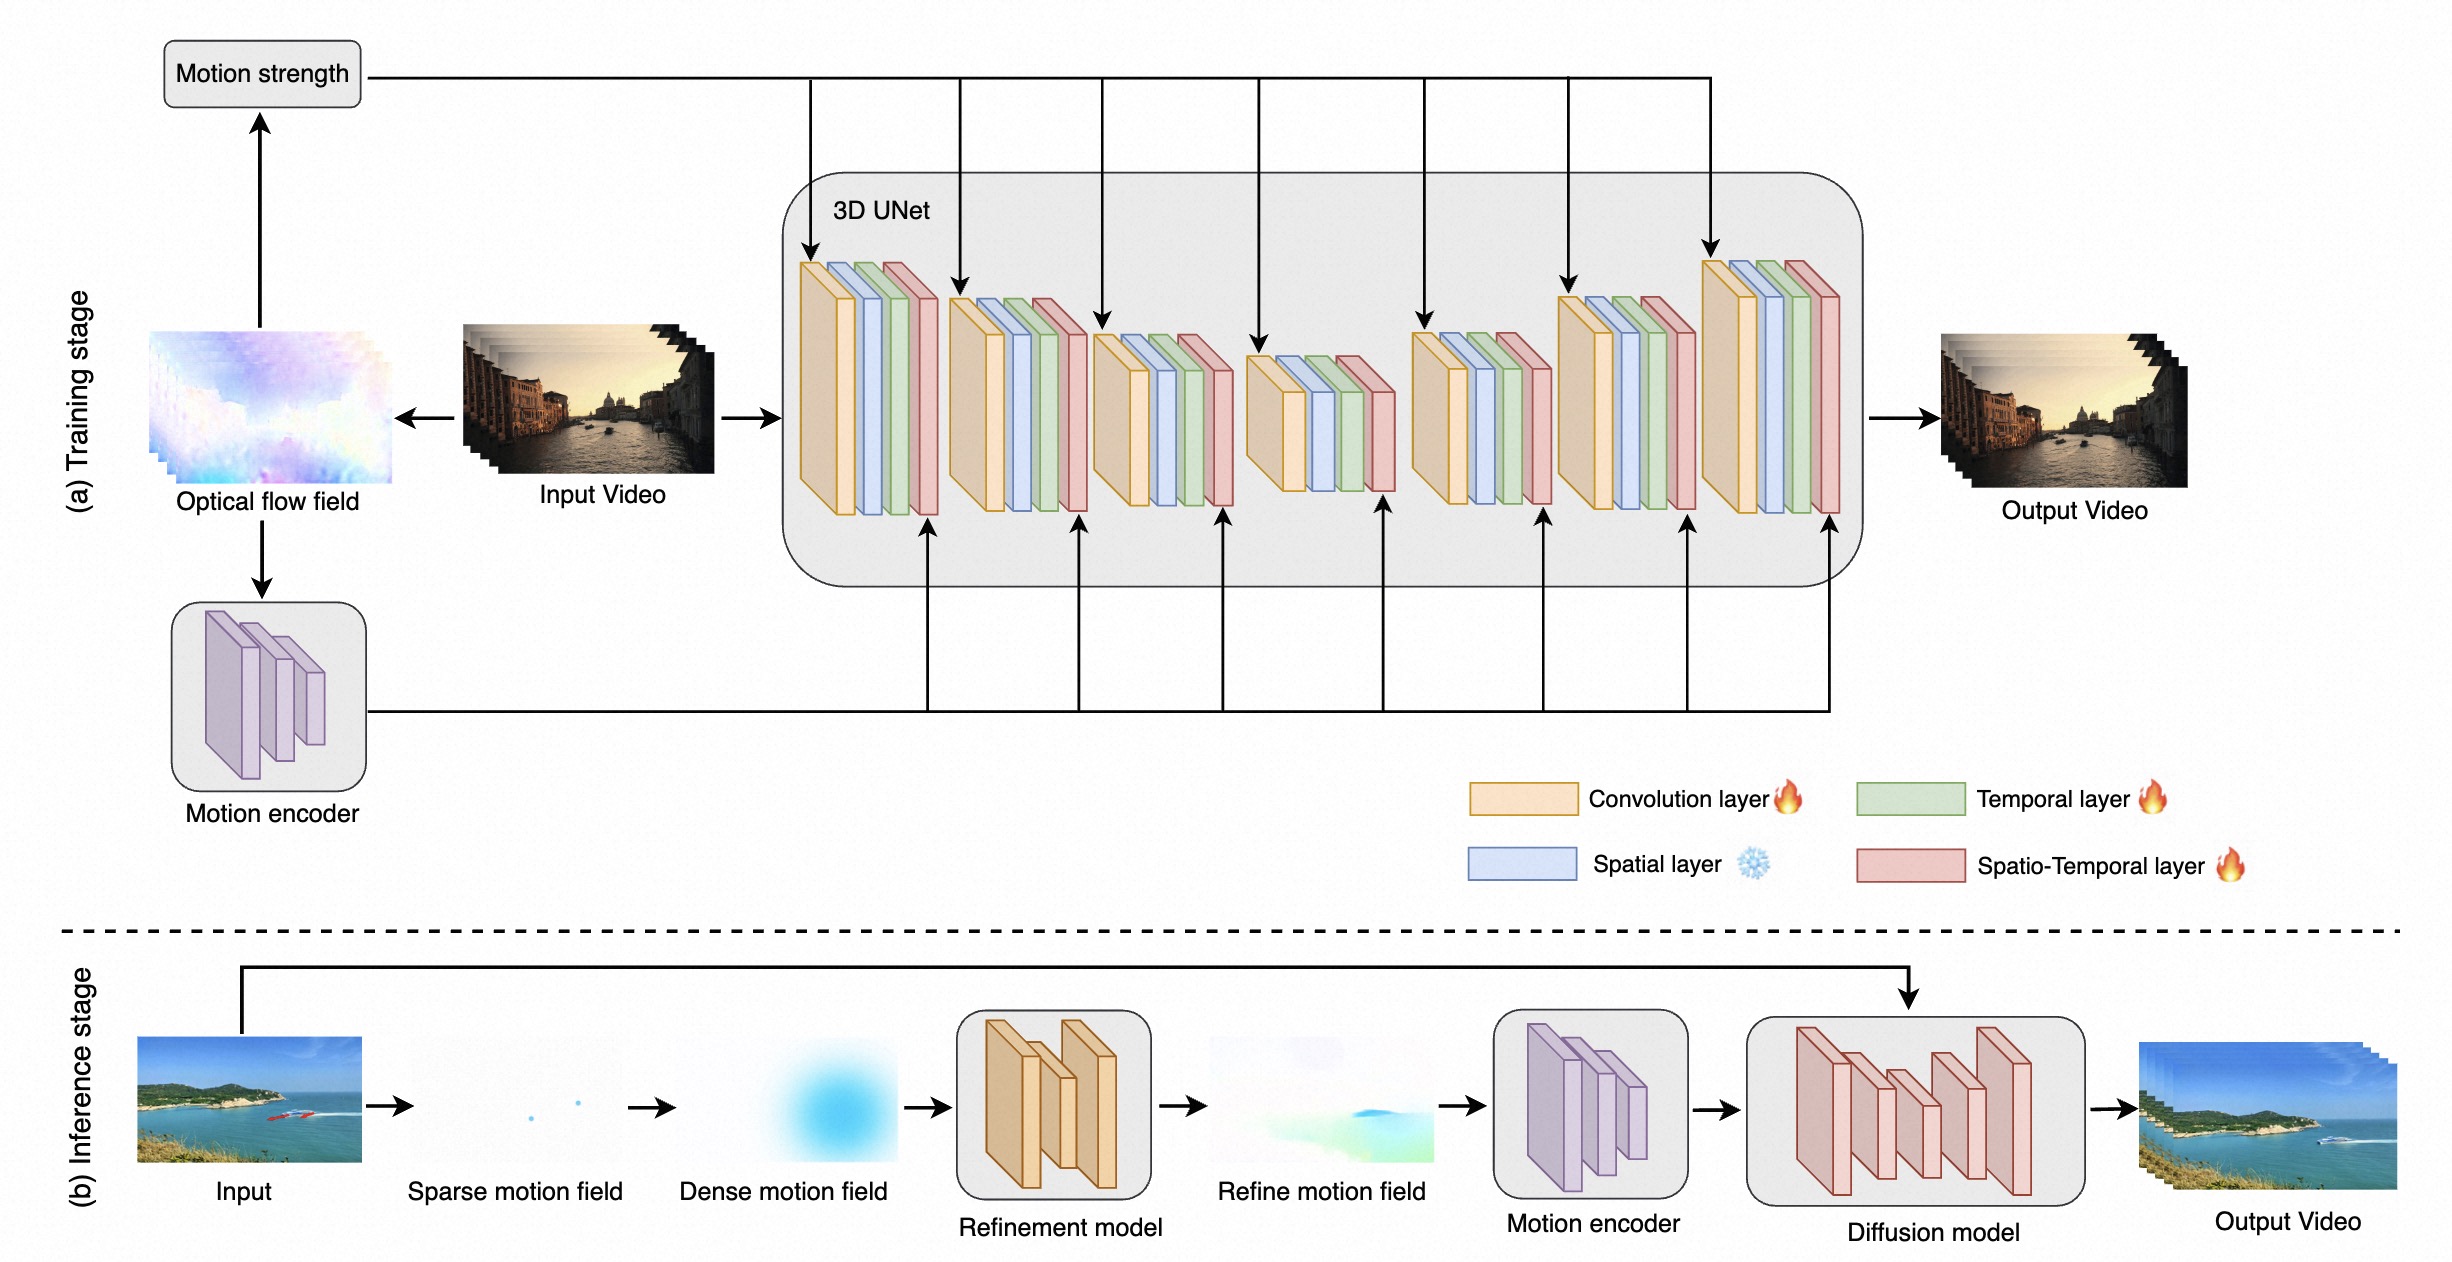 Motion strength
3D UNet
(a) Training stage
Optical flow field
Input Video
Output Video
Motion encoder
Convolution layer
Temporal layer
Spatial layer
Spatio-Temporal layer
(b) Inference stage
Input
Sparse motion field
Dense motion field
Refinement model
Refine motion field
Motion encoder
Diffusion model
Output Video